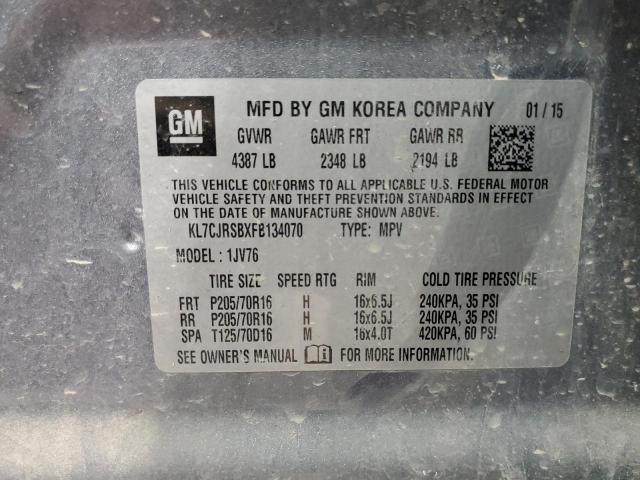 GM
MFD BY GM KOREA COMPANY 01 / 15
GVWR GAWR FRT GAWR RR
4387 LB 2348 LB 2194 LB
THIS VEHICLE CONFORMS TO ALL APPLICABLE U.S. FEDERAL MOTOR
VEHICLE SAFETY AND THEFT PREVENTION STANDARDS IN EFFECT
ON THE DATE OF MANUFACTURE SHOWN ABOVE.
KL7CJRSBXFB134070 TYPE: MPV
MODEL : 1JV76
TIRE SIZE SPEED RTG RIM COLD TIRE PRESSURE
FRT P205/70R16 H 16x6.5J 240KPA, 35 PSI
RR P205/70R16 H 16x6.5J 240KPA, 35 PSI
SPA T125/70D16 M 16x4.0T 420KPA, 60 PSI
SEE OWNER'S MANUAL FOR MORE INFORMATION.